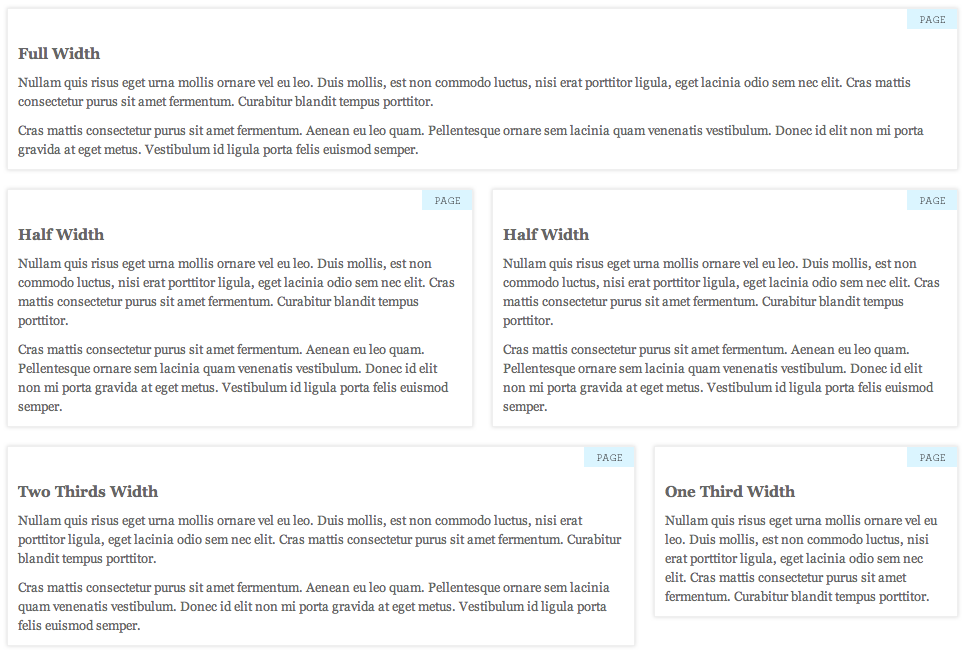 PAGE
Full Width
Nullam quis risus eget urna mollis ornare vel eu leo. Duis mollis, est non commodo luctus, nisi erat porttitor ligula, eget lacinia odio sem nec elit. Cras mattis
consectetur purus sit amet fermentum. Curabitur blandit tempus porttitor.
Cras mattis consectetur purus sit amet fermentum. Aenean eu leo quam. Pellentesque ornare sem lacinia quam venenatis vestibulum. Donec id elit non mi porta
gravida at eget metus. Vestibulum id ligula porta felis euismod semper.
PAGE
Half Width
Nullam quis risus eget urna mollis ornare vel eu leo. Duis mollis, est non
commodo luctus, nisi erat porttitor ligula, eget lacinia odio sem nec elit. Cras
mattis consectetur purus sit amet fermentum. Curabitur blandit tempus
porttitor.
Cras mattis consectetur purus sit amet fermentum. Aenean eu leo quam.
Pellentesque ornare sem lacinia quam venenatis vestibulum. Donec id elit
non mi porta gravida at eget metus. Vestibulum id ligula porta felis euismod
semper.
PAGE
Half Width
Nullam quis risus eget urna mollis ornare vel eu leo. Duis mollis, est non
commodo luctus, nisi erat porttitor ligula, eget lacinia odio sem nec elit. Cras
mattis consectetur purus sit amet fermentum. Curabitur blandit tempus
porttitor.
Cras mattis consectetur purus sit amet fermentum. Aenean eu leo quam.
Pellentesque ornare sem lacinia quam venenatis vestibulum. Donec id elit
non mi porta gravida at eget metus. Vestibulum id ligula porta felis euismod
semper.
PAGE
Two Thirds Width
Nullam quis risus eget urna mollis ornare vel eu leo. Duis mollis, est non commodo luctus, nisi erat
porttitor ligula, eget lacinia odio sem nec elit. Cras mattis consectetur purus sit amet fermentum. Curabitur
blandit tempus porttitor.
Cras mattis consectetur purus sit amet fermentum. Aenean eu leo quam. Pellentesque ornare sem lacinia
quam venenatis vestibulum. Donec id elit non mi porta gravida at eget metus. Vestibulum id ligula porta
felis euismod semper.
PAGE
One Third Width
Nullam quis risus eget urna mollis ornare vel eu
leo. Duis mollis, est non commodo luctus, nisi
erat porttitor ligula, eget lacinia odio sem nec
elit. Cras mattis consectetur purus sit amet
fermentum. Curabitur blandit tempus porttitor.